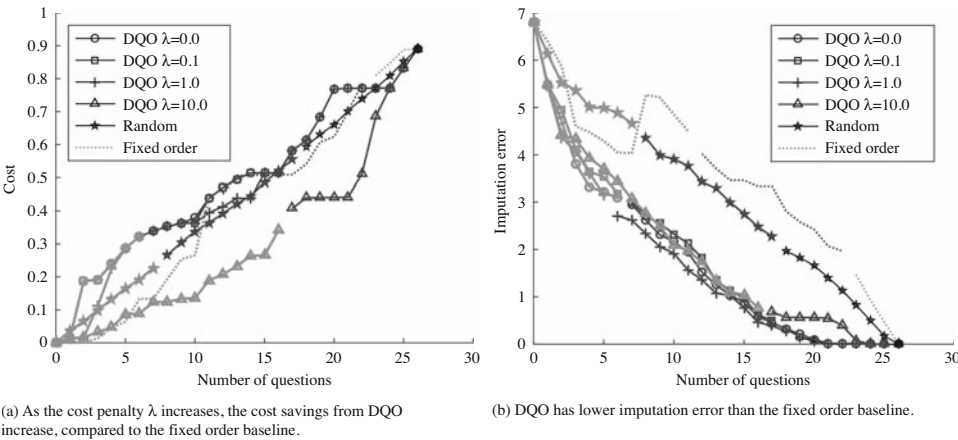 1
0.9
0.8
0.7
0.6
0.5
0.4
0.3
0.2
0.1
0
Cost
DQO λ=0.0
DQO λ=0.1
DQO λ=1.0
DQO λ=10.0
Random
Fixed order
0 5 10 15 20 25 30
Number of questions
(a) As the cost penalty λ increases, the cost savings from DQO
increase, compared to the fixed order baseline.
7
6
5
4
3
2
1
0
Imputation error
DQO λ=0.0
DQO λ=0.1
DQO λ=1.0
DQO λ=10.0
Random
Fixed order
0 5 10 15 20 25 30
Number of questions
(b) DQO has lower imputation error than the fixed order baseline.